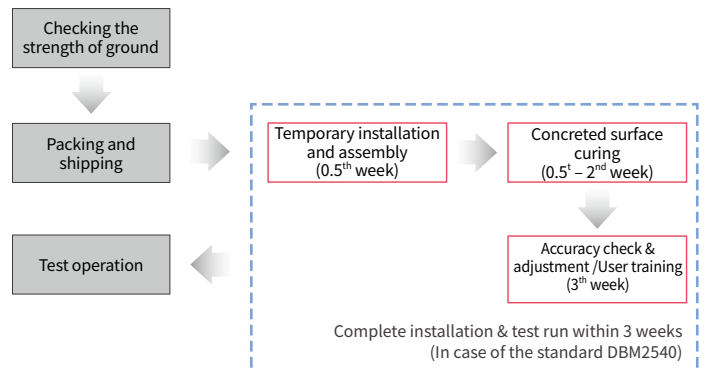 Checking the
strength of ground
Packing and
shipping
Temporary installation
and assembly
(0.5th week)
Concreted surface
curing
(0.5t – 2nd week)
Accuracy check &
adjustment /User training
(3th week)
Test operation
Complete installation & test run within 3 weeks
(In case of the standard DBM2540)